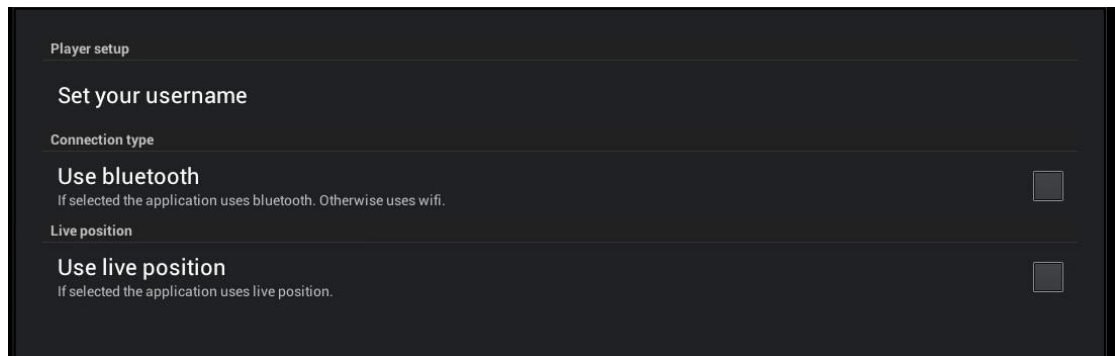 Player setup
Set your username
Connection type
Use bluetooth
If selected the application uses bluetooth. Otherwise uses wifi.
Live position
Use live position
If selected the application uses live position.